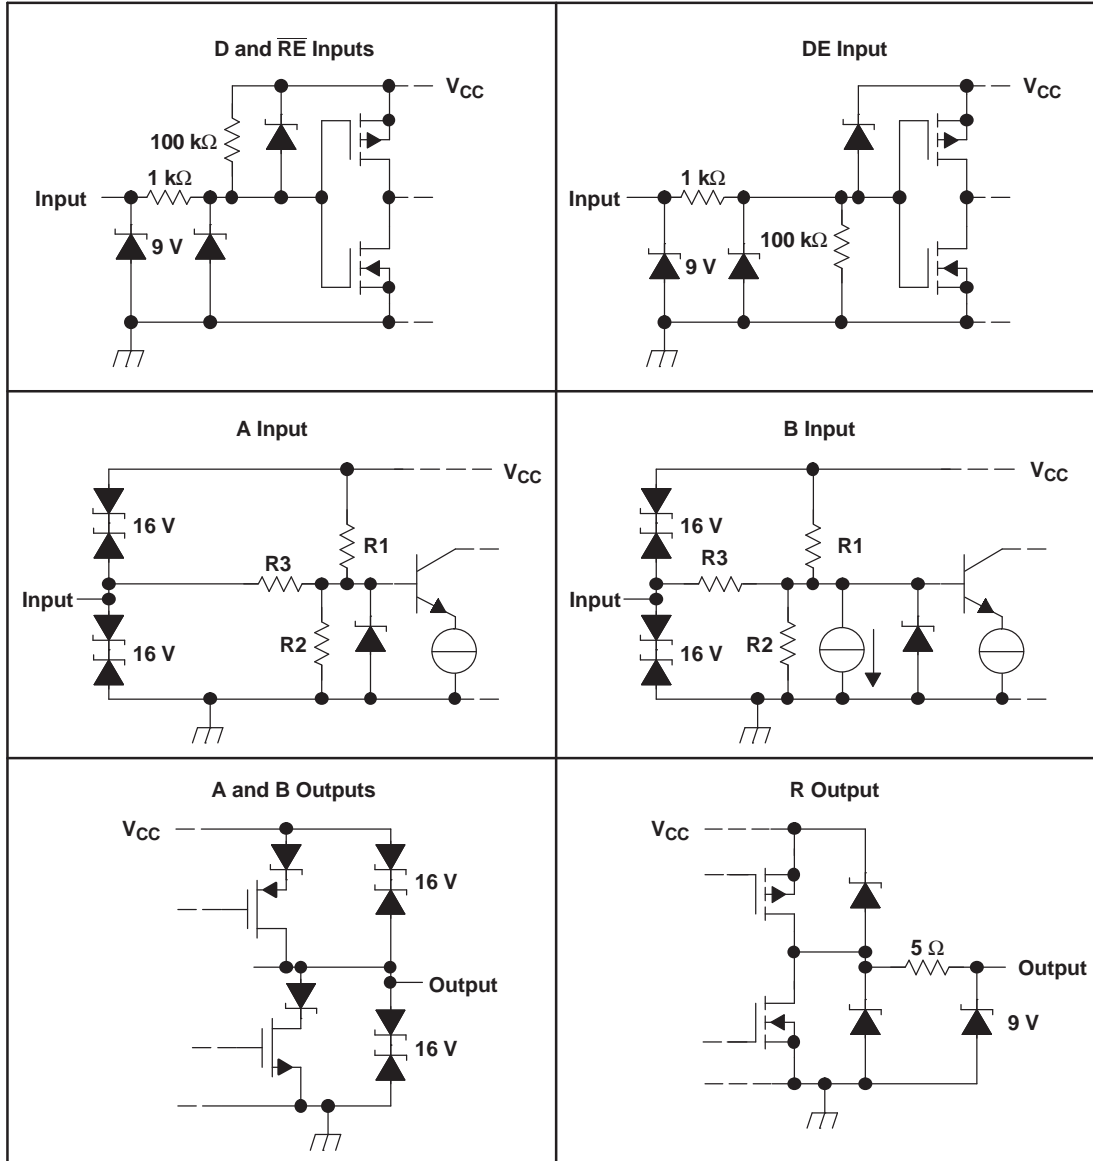 D and R̅E̅ Inputs
V_CC
100 kΩ
1 kΩ
Input
9 V
DE Input
V_CC
1 kΩ
Input
100 kΩ
9 V
A Input
V_CC
16 V
R1
R3
Input
R2
16 V
B Input
V_CC
16 V
R1
R3
Input
R2
16 V
A and B Outputs
V_CC
16 V
Output
16 V
R Output
V_CC
5 Ω
Output
9 V